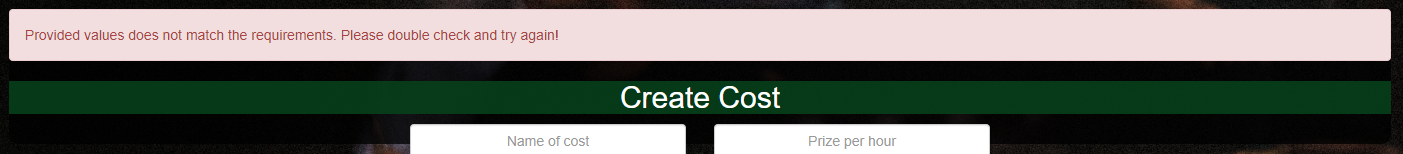 Provided values does not match the requirements. Please double check and try again!
Create Cost
Name of cost
Prize per hour